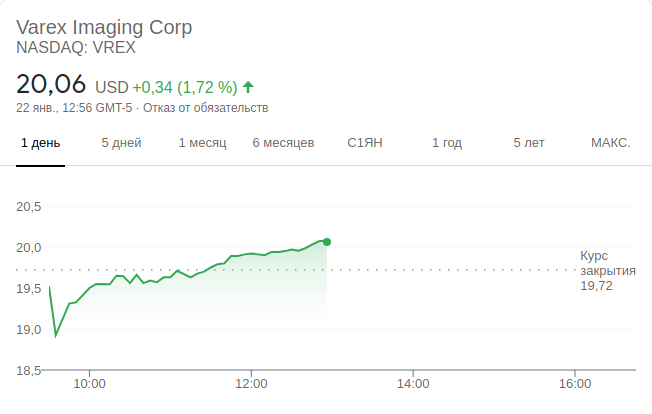 Varex Imaging Corp
NASDAQ: VREX
20,06 USD +0,34 (1,72 %)
22 янв., 12:56 GMT-5 · Отказ от обязательств
1 день 5 дней 1 месяц 6 месяцев С1ЯН 1 год 5 лет МАКС.
20,5
20,0
Курс
закрытия
19,72
19,5
19,0
18,5
10:00 12:00 14:00 16:00